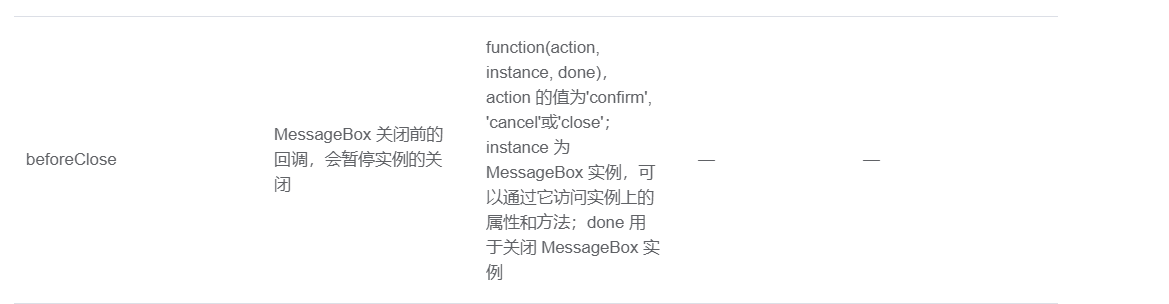 beforeClose
MessageBox 关闭前的
回调，会暂停实例的关
闭
function(action,
instance, done)，
action 的值为'confirm',
'cancel'或'close'；
instance 为
MessageBox 实例，可
以通过它访问实例上的
属性和方法；done 用
于关闭 MessageBox 实
例
—
—